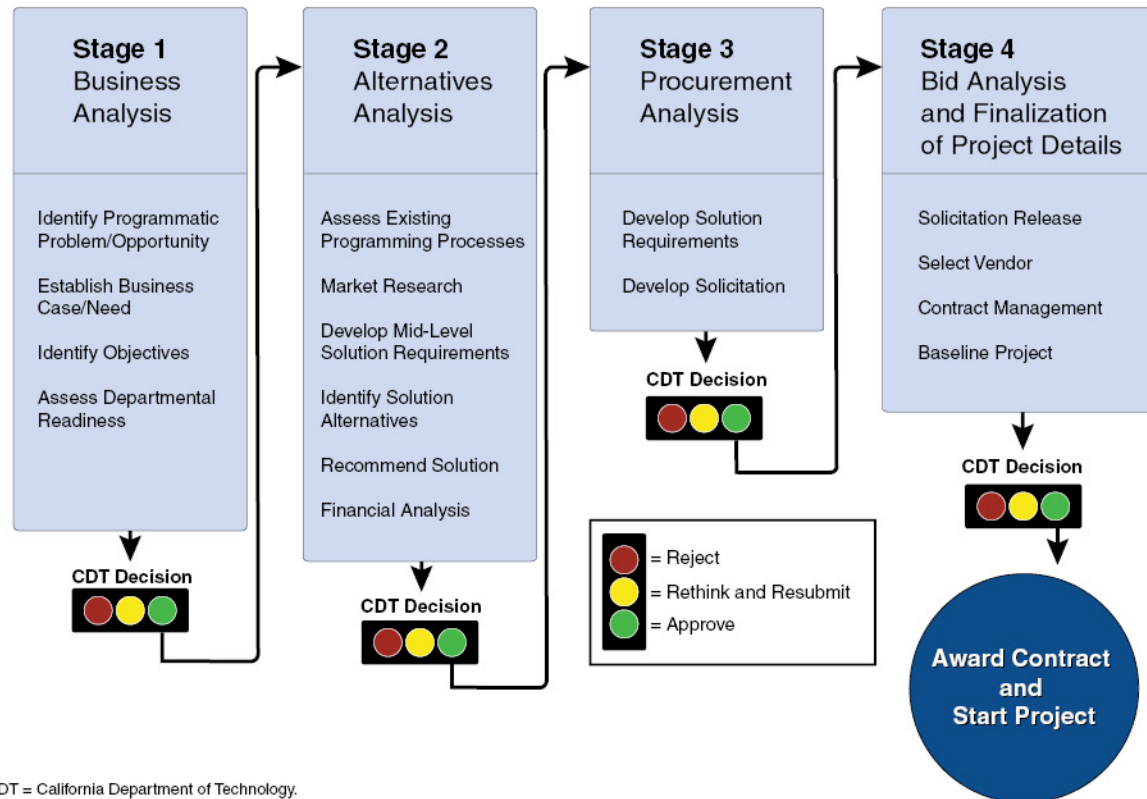 Stage 1
Business
Analysis
Identify Programmatic
Problem/Opportunity
Establish Business
Case/Need
Identify Objectives
Assess Departmental
Readiness
CDT Decision
Stage 2
Alternatives
Analysis
Assess Existing
Programming Processes
Market Research
Develop Mid-Level
Solution Requirements
Identify Solution
Alternatives
Recommend Solution
Financial Analysis
CDT Decision
Stage 3
Procurement
Analysis
Develop Solution
Requirements
Develop Solicitation
CDT Decision
Stage 4
Bid Analysis
and Finalization
of Project Details
Solicitation Release
Select Vendor
Contract Management
Baseline Project
CDT Decision
= Reject
= Rethink and Resubmit
= Approve
Award Contract
and
Start Project
DT = California Department of Technology.